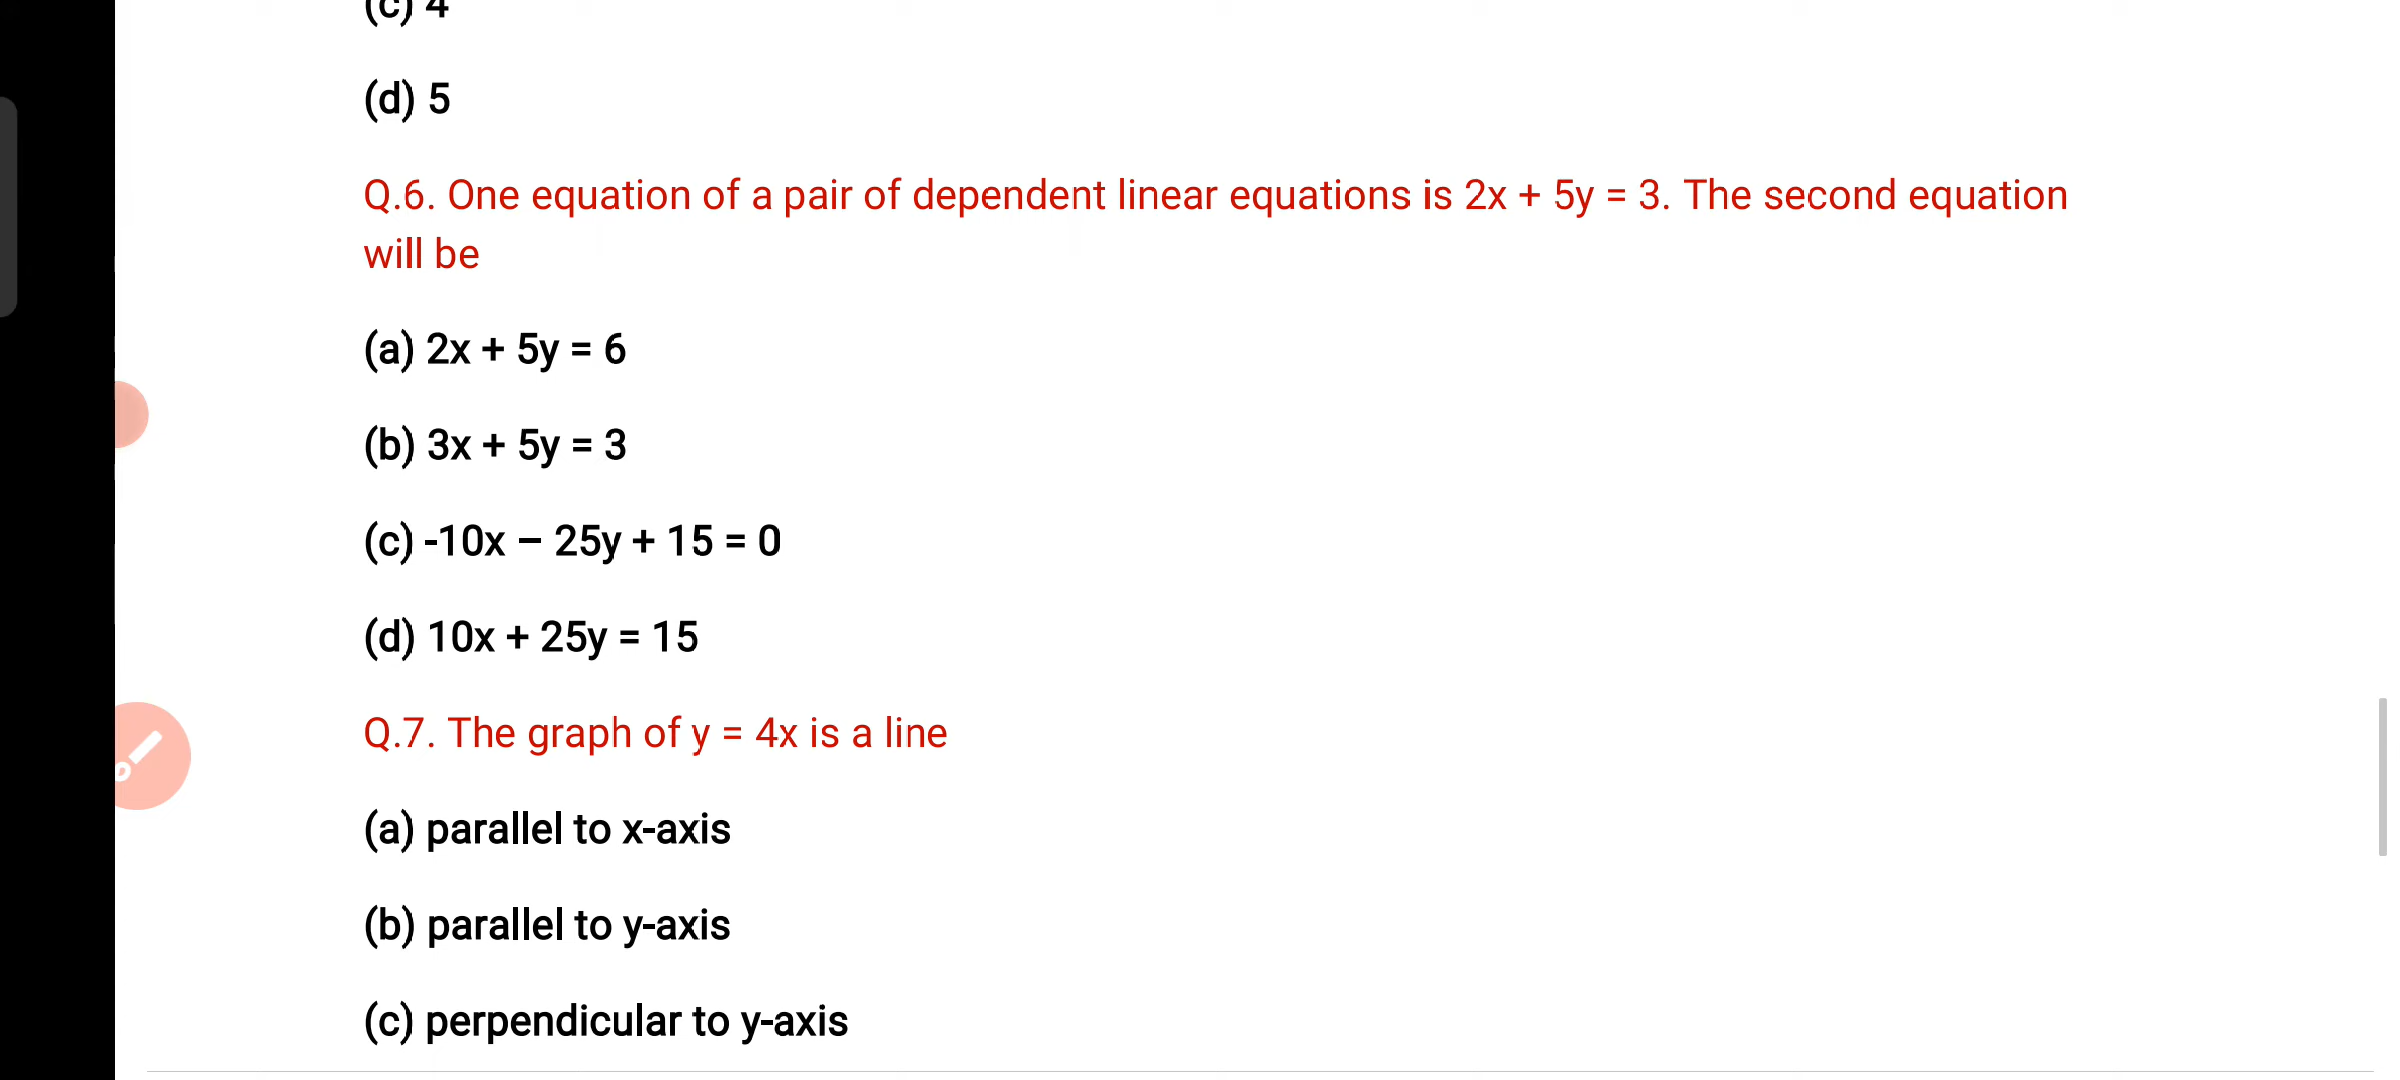 (c) 4
(d) 5
Q.6. One equation of a pair of dependent linear equations is 2x + 5y = 3. The second equation
will be
(a) 2x + 5y = 6
(b) 3x + 5y = 3
(c) -10x – 25y + 15 = 0
(d) 10x + 25y = 15
Q.7. The graph of y = 4x is a line
(a) parallel to x-axis
(b) parallel to y-axis
(c) perpendicular to y-axis